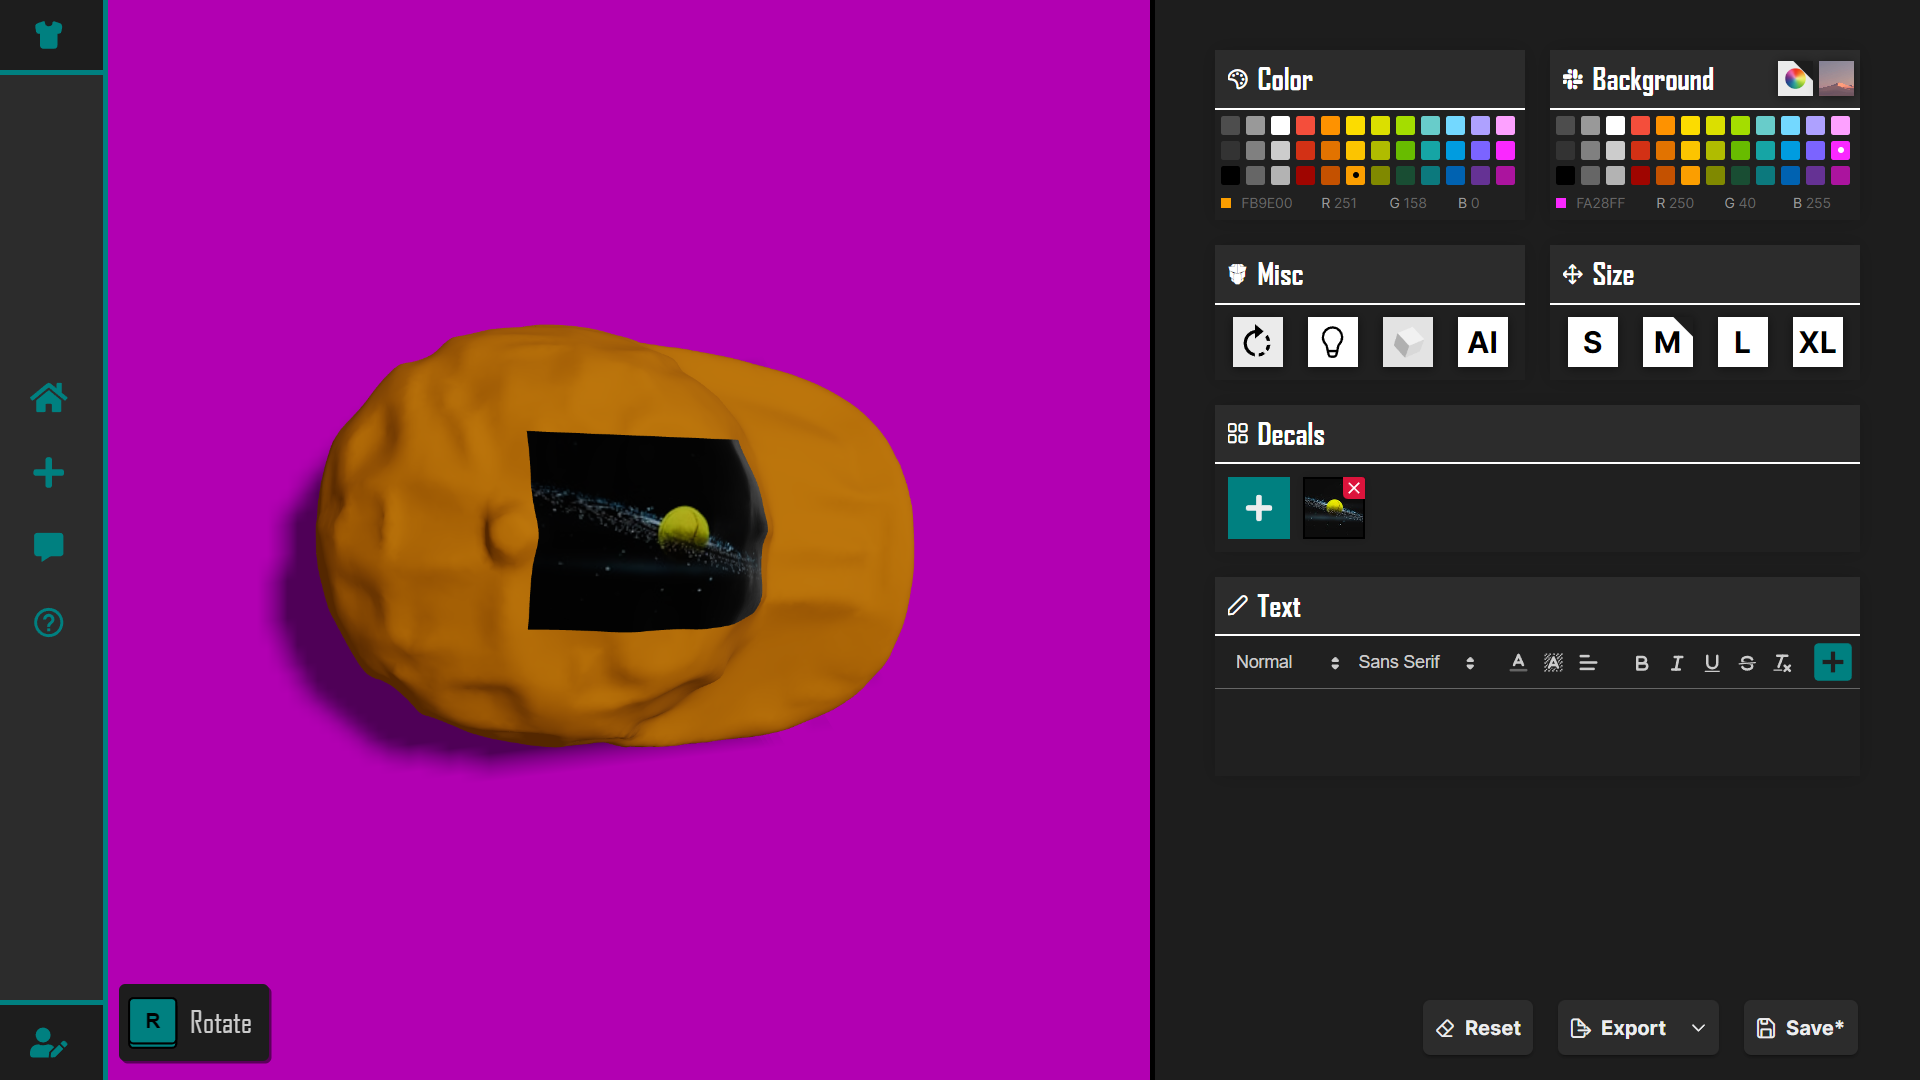 Color
FB9E00 R 251 G 158 B 0
Background
FA28FF R 250 G 40 B 255
Misc
AI
Size
S M L XL
Decals
Text
Normal Sans Serif A A B I U S Tx
R Rotate
Reset Export Save*